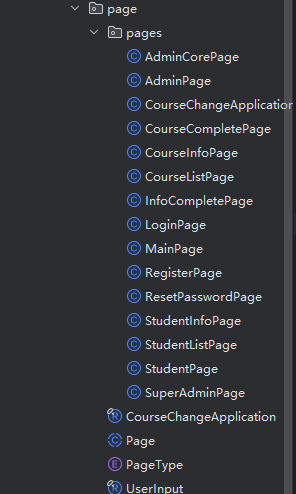 page
pages
AdminCorePage
AdminPage
CourseChangeApplication
CourseCompletePage
CourseInfoPage
CourseListPage
InfoCompletePage
LoginPage
MainPage
RegisterPage
ResetPasswordPage
StudentInfoPage
StudentListPage
StudentPage
SuperAdminPage
CourseChangeApplication
Page
PageType
UserInput